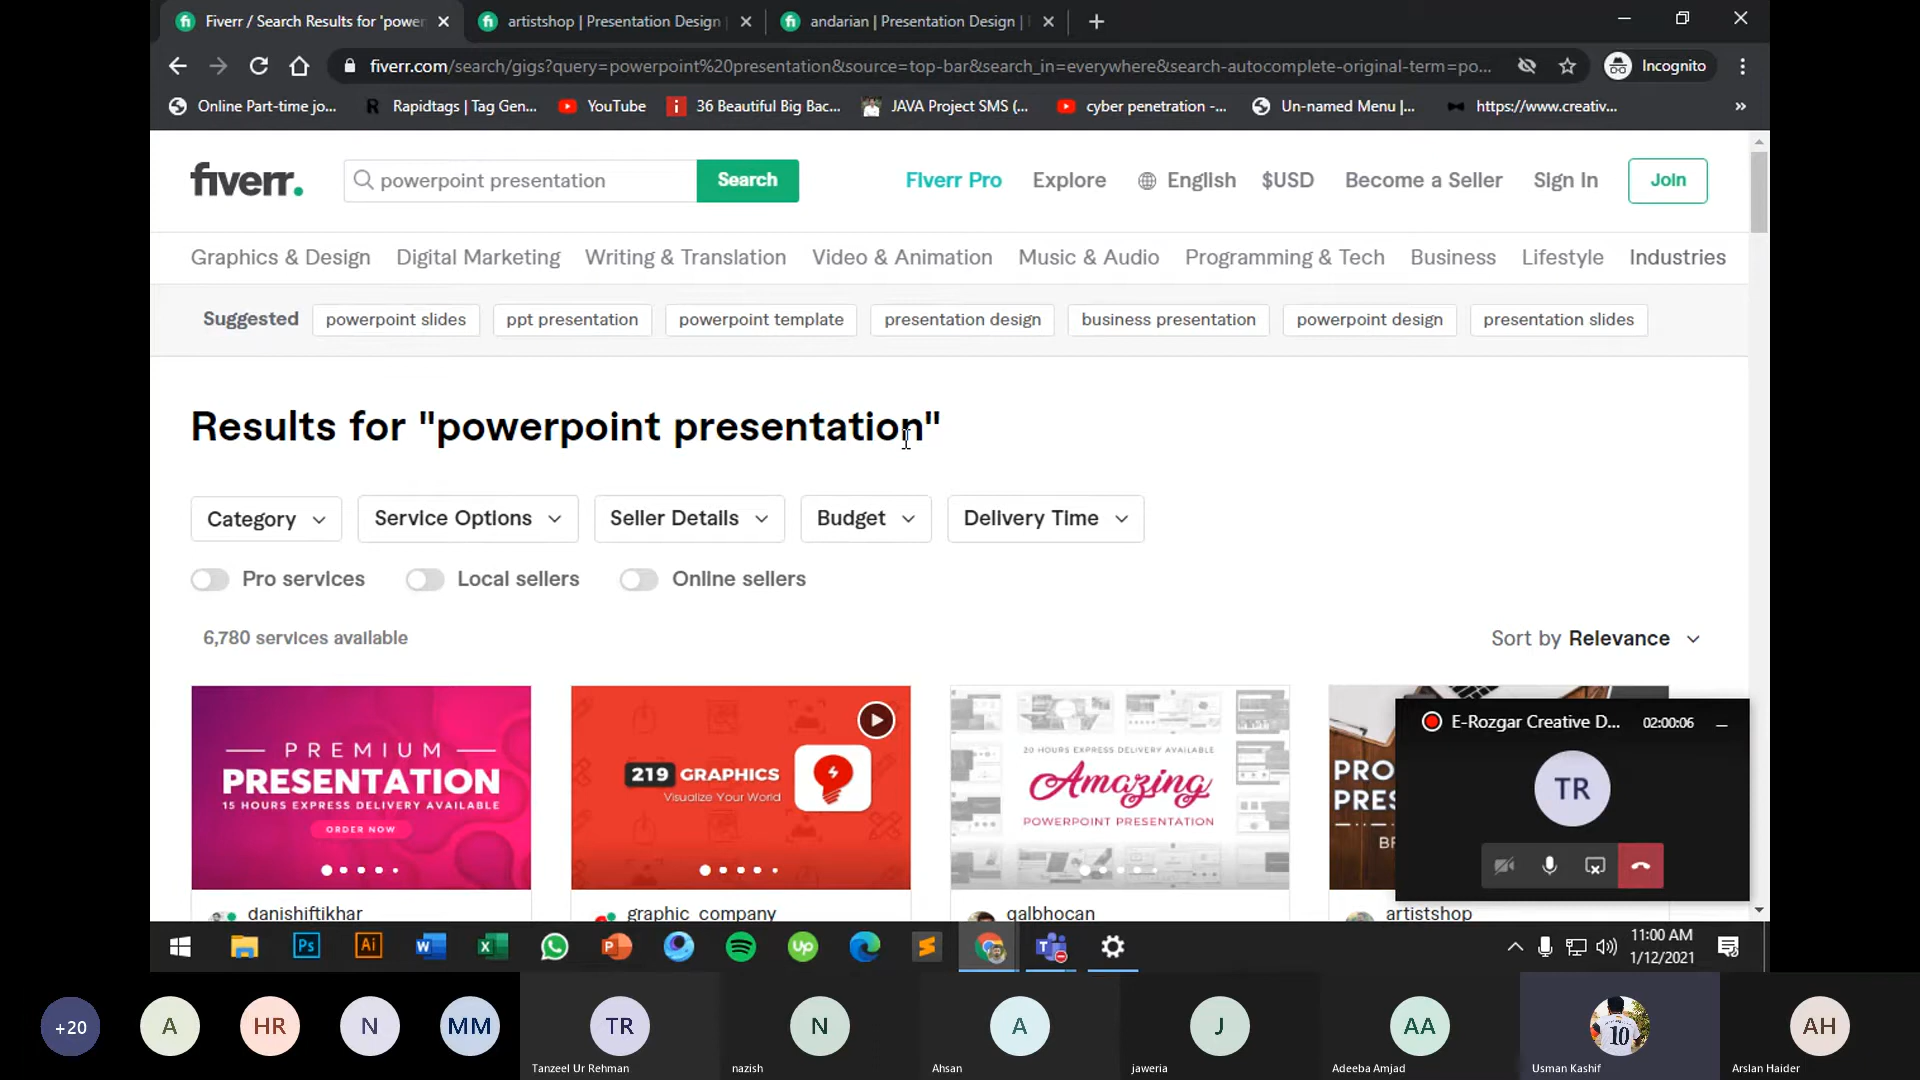 Fiverr / Search Results for 'power
artistshop | Presentation Design |
andarian | Presentation Design |
fiverr.com/search/gigs?query=powerpoint%20presentation&source=top-bar&search_in=everywhere&search-autocomplete-original-term=po...
Incognito
Online Part-time jo...
Rapidtags | Tag Gen...
YouTube
36 Beautiful Big Bac...
JAVA Project SMS (...
cyber penetration -...
Un-named Menu |...
https://www.creativ...
»
fiverr.
powerpoint presentation
Search
Fiverr Pro
Explore
English
$USD
Become a Seller
Sign In
Join
Graphics & Design
Digital Marketing
Writing & Translation
Video & Animation
Music & Audio
Programming & Tech
Business
Lifestyle
Industries
Suggested
powerpoint slides
ppt presentation
powerpoint template
presentation design
business presentation
powerpoint design
presentation slides
Results for "powerpoint presentation"
Category
Service Options
Seller Details
Budget
Delivery Time
Pro services
Local sellers
Online sellers
6,780 services available
Sort by Relevance
PREMIUM
PRESENTATION
15 HOURS EXPRESS DELIVERY AVAILABLE
ORDER NOW
219 GRAPHICS
Visualize Your World
20 HOURS EXPRESS DELIVERY AVAILABLE
Amazing
POWERPOINT PRESENTATION
PRO
PRES
BR
E-Rozgar Creative D...
02:00:06
TR
danishiftikhar
graphic_company
qalbhocan
artistshop
11:00 AM
1/12/2021
+20
A
HR
N
MM
TR
Tanzeel Ur Rehman
N
nazish
A
Ahsan
J
jaweria
AA
Adeeba Amjad
10
Usman Kashif
AH
Arslan Haider